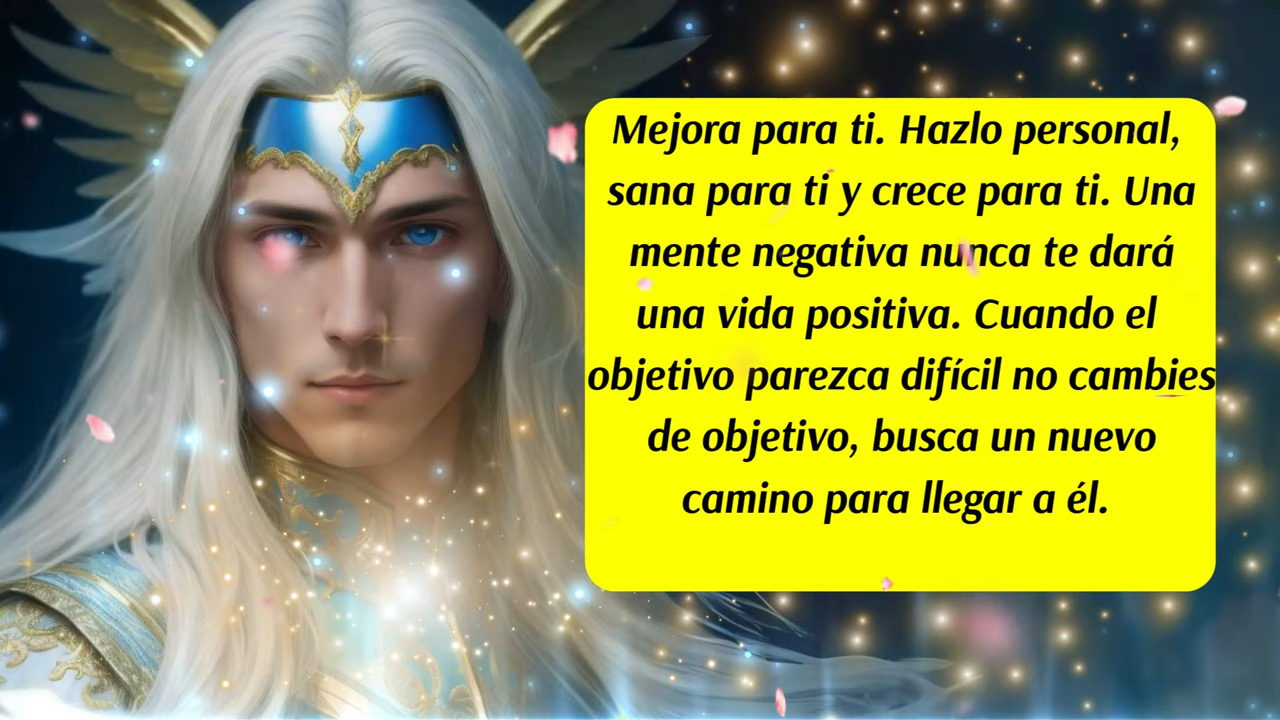 Mejora para ti. Hazlo personal,
sana para ti y crece para ti. Una
mente negativa nunca te dará
una vida positiva. Cuando el
objetivo parezca difícil no cambies
de objetivo, busca un nuevo
camino para llegar a él.